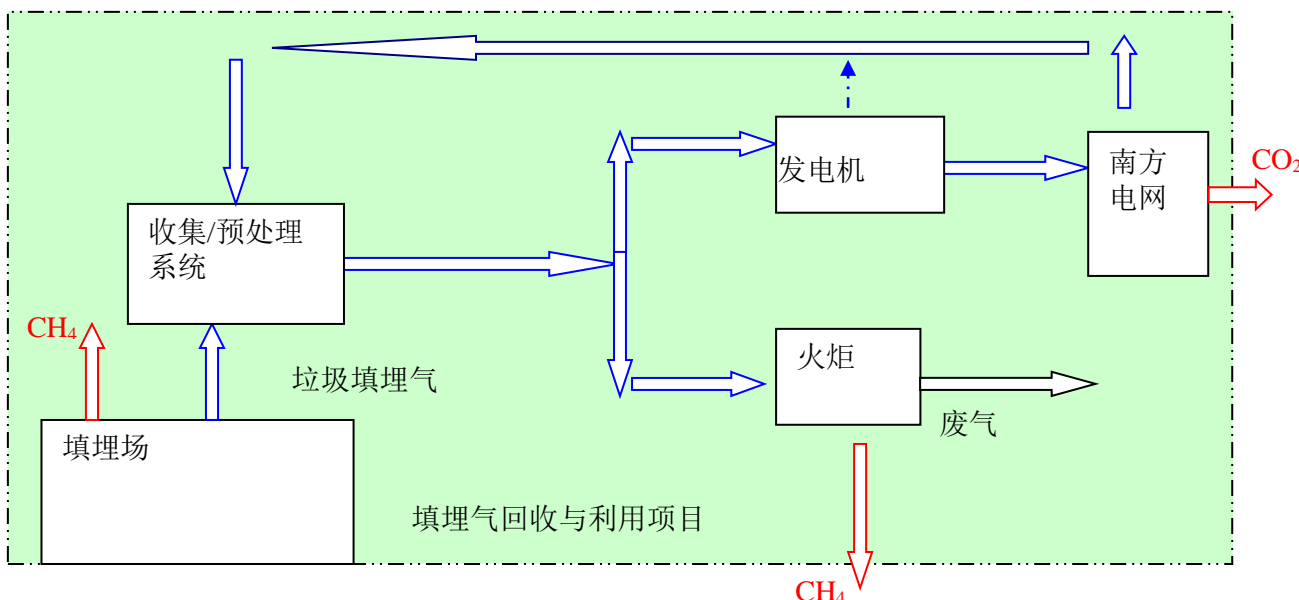 发电机
南方
电网
CO₂
收集/预处理
系统
CH₄
垃圾填埋气
火炬
废气
填埋场
填埋气回收与利用项目
CH₄